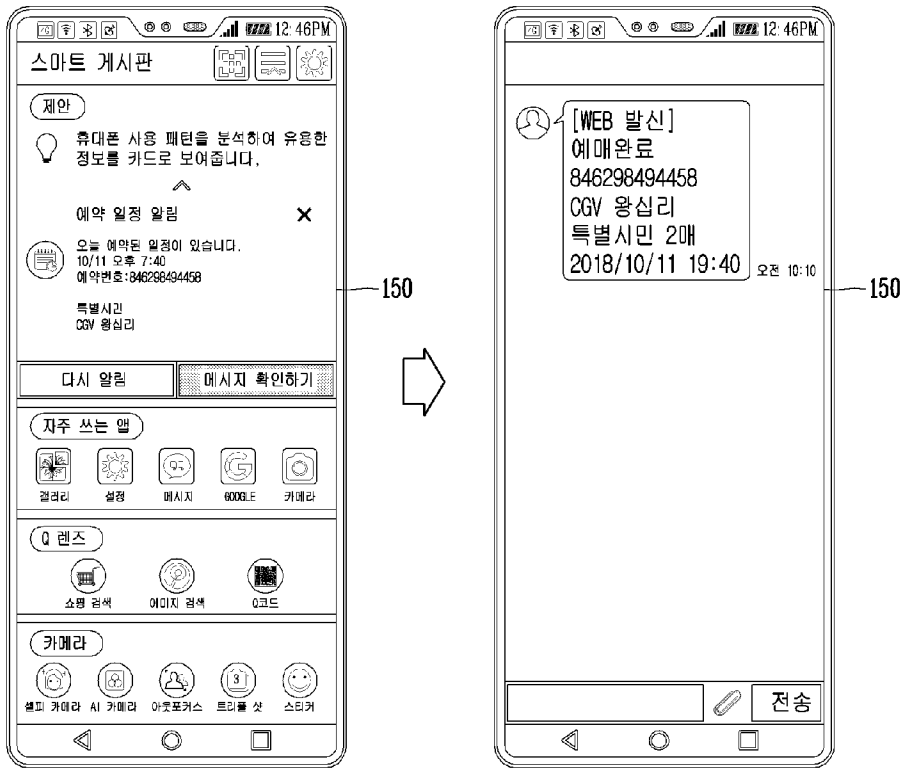 12:46PM
스마트 게시판
제안
휴대폰 사용 패턴을 분석하여 유용한
정보를 카드로 보여줍니다.
예약 일정 알림
오늘 예약된 일정이 있습니다.
10/11 오후 7:40
예약번호:846298494458
특별시민
CGV 왕십리
다시 알림
메시지 확인하기
자주 쓰는 앱
갤러리 설정 메시지 GOOGLE 카메라
Q 렌즈
쇼핑 검색 이미지 검색 Q코드
카메라
셀피 카메라 AI 카메라 아웃포커스 트리플 샷 스티커
3
150
12:46PM
[WEB 발신]
예매완료
846298494458
CGV 왕십리
특별시민 2매
2018/10/11 19:40
오전 10:10
전송
150